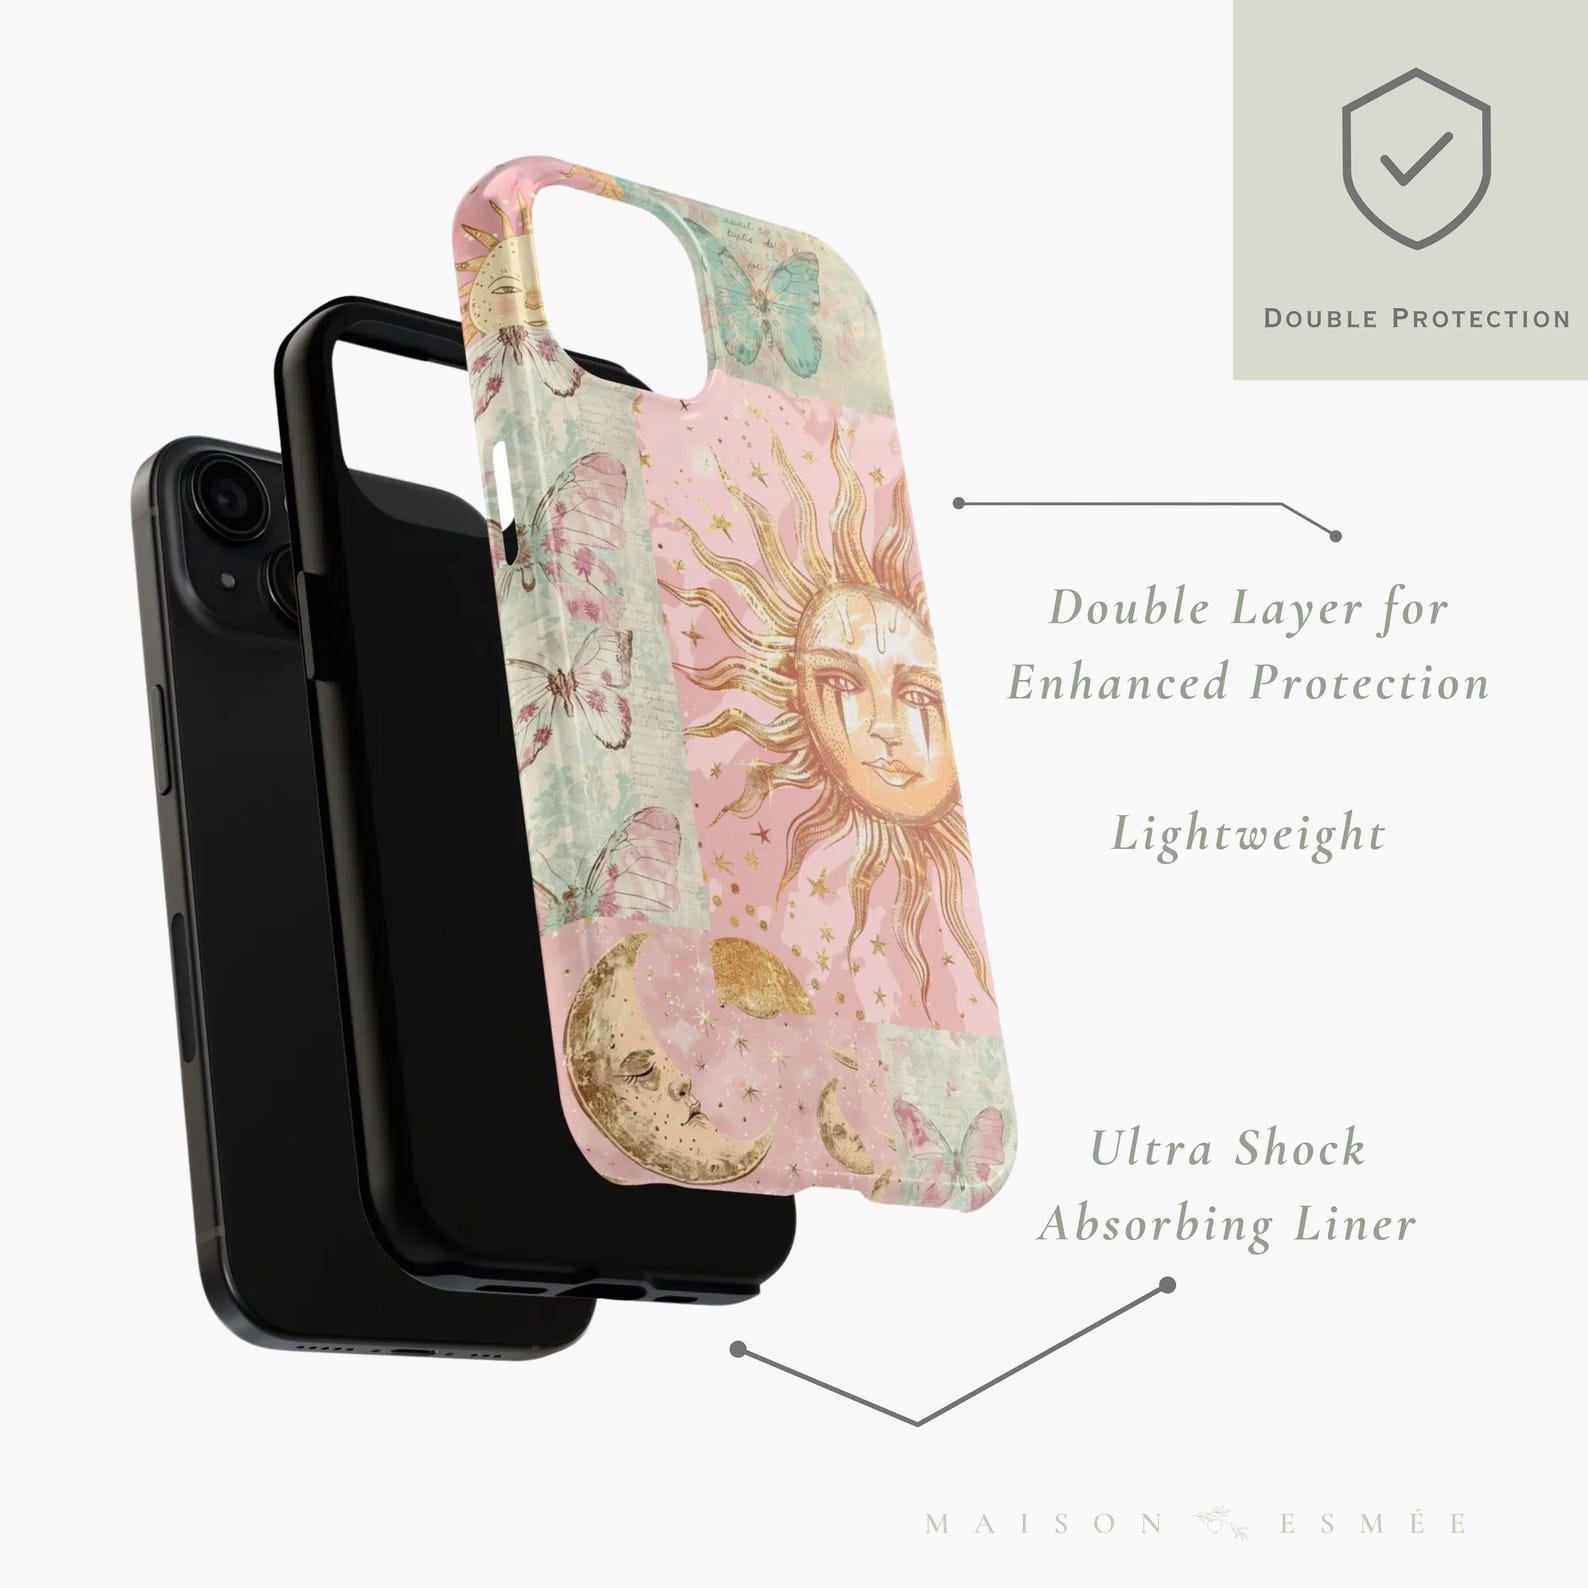 Double Protection
Double Layer for
Enhanced Protection
Lightweight
Ultra Shock
Absorbing Liner
MAISON ESMÉE